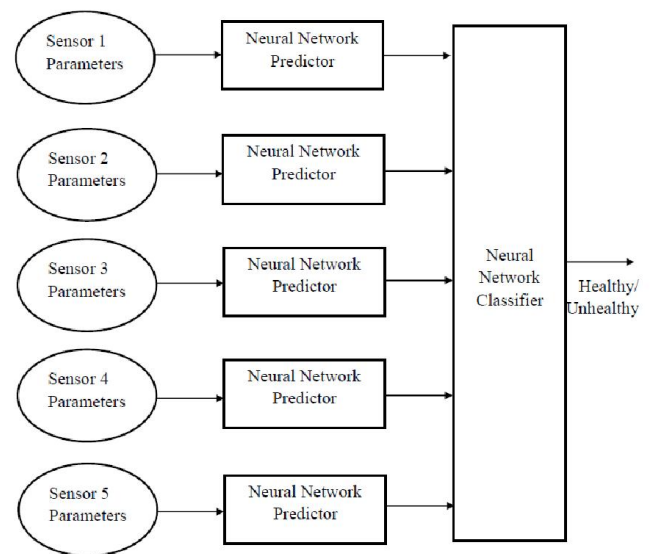 Sensor 1
Parameters
Neural Network
Predictor
Sensor 2
Parameters
Neural Network
Predictor
Sensor 3
Parameters
Neural Network
Predictor
Sensor 4
Parameters
Neural Network
Predictor
Sensor 5
Parameters
Neural Network
Predictor
Neural
Network
Classifier
Healthy/
Unhealthy